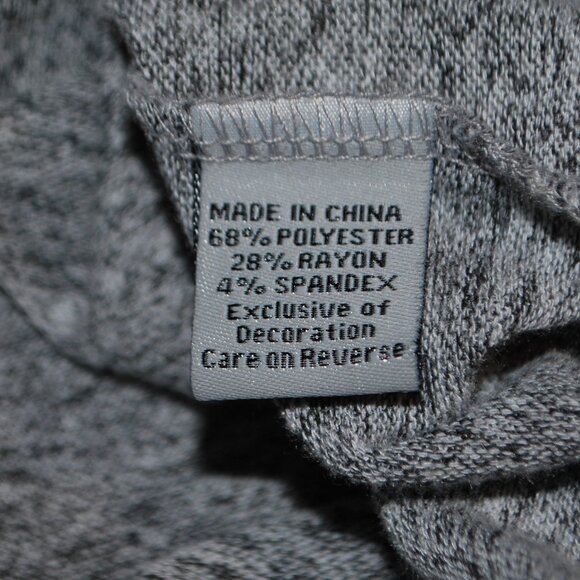 MADE IN CHINA
68% POLYESTER
28% RAYON
4% SPANDEX
Exclusive of
Decoration
Care on Reverse